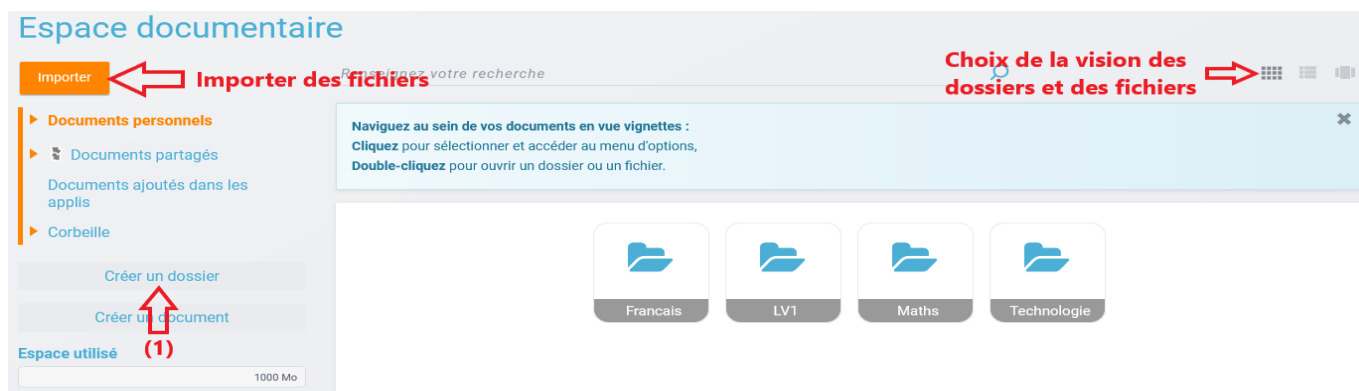 Espace documentaire
Importer
Importer des fichiers
Renseignez votre recherche
Choix de la vision des
dossiers et des fichiers
Documents personnels
Documents partagés
Documents ajoutés dans les
applis
Corbeille
Créer un dossier
Créer un document
(1)
Espace utilisé
1000 Mo
Naviguez au sein de vos documents en vue vignettes :
Cliquez pour sélectionner et accéder au menu d'options,
Double-cliquez pour ouvrir un dossier ou un fichier.
Francais
LV1
Maths
Technologie